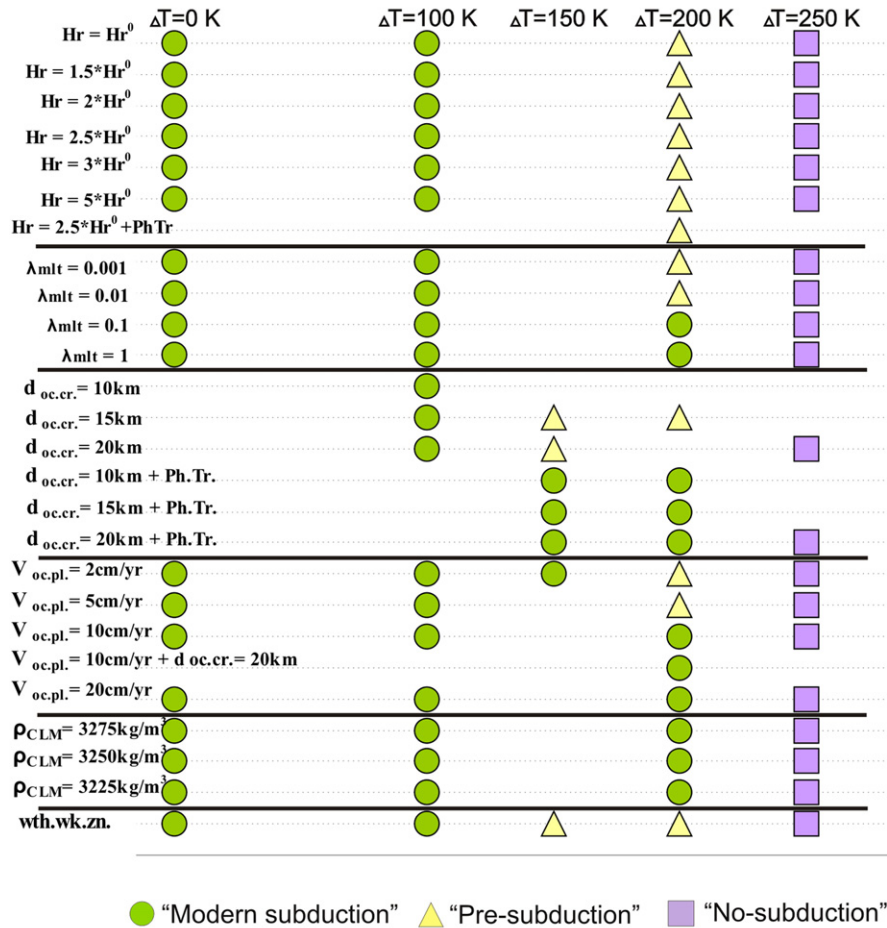 ΔT=0 K ΔT=100 K ΔT=150 K ΔT=200 K ΔT=250 K
Hr = Hr⁰
Hr = 1.5*Hr⁰
Hr = 2*Hr⁰
Hr = 2.5*Hr⁰
Hr = 3*Hr⁰
Hr = 5*Hr⁰
Hr = 2.5*Hr⁰ +PhTr
λmlt = 0.001
λmlt = 0.01
λmlt = 0.1
λmlt = 1
d oc.cr.= 10km
d oc.cr.= 15km
d oc.cr.= 20km
d oc.cr.= 10km + Ph.Tr.
d oc.cr.= 15km + Ph.Tr.
d oc.cr.= 20km + Ph.Tr.
V oc.pl.= 2cm/yr
V oc.pl.= 5cm/yr
V oc.pl.= 10cm/yr
V oc.pl.= 10cm/yr + d oc.cr.= 20km
V oc.pl.= 20cm/yr
ρCLM= 3275kg/m³
ρCLM= 3250kg/m³
ρCLM= 3225kg/m³
wth.wk.zn.
“Modern subduction” “Pre-subduction” “No-subduction”